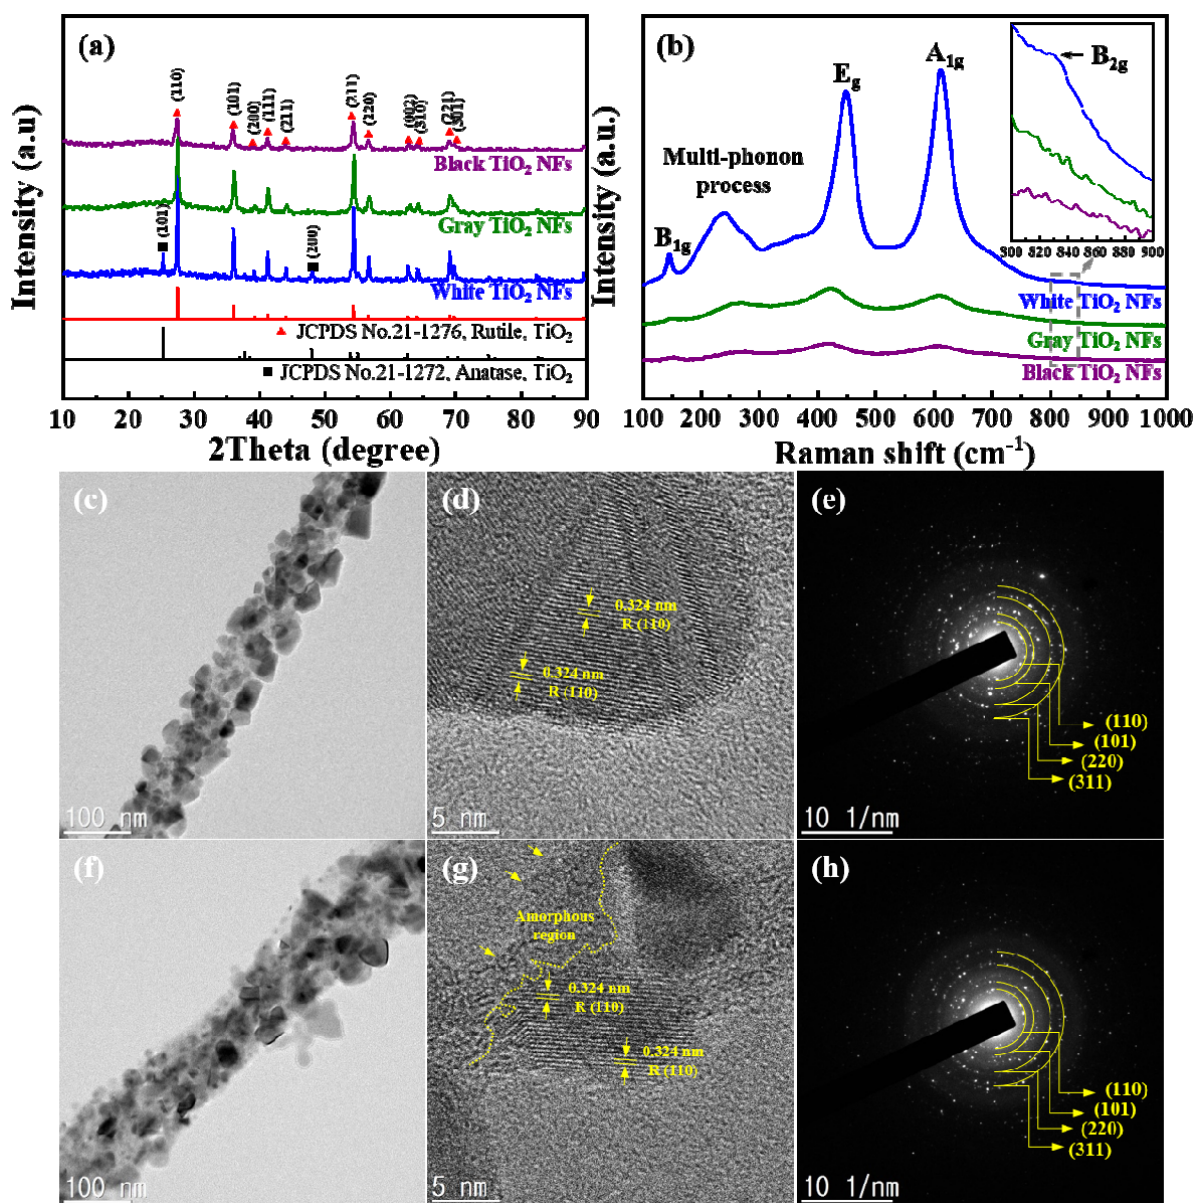 (a)
Intensity (a.u)
(110)
(101)
(200)
(111)
(211)
(211)
(220)
(002)
(310)
(221)
(301)
Black TiO₂ NFs
Gray TiO₂ NFs
(101)
(200)
White TiO₂ NFs
JCPDS No.21-1276, Rutile, TiO₂
JCPDS No.21-1272, Anatase, TiO₂
10 20 30 40 50 60 70 80 90
2Theta (degree)
(b)
Intensity (a.u.)
B₁g
Multi-phonon
process
Eg
A₁g
B₂g
800 820 840 860 880 900
White TiO₂ NFs
Gray TiO₂ NFs
Black TiO₂ NFs
100 200 300 400 500 600 700 800 900 1000
Raman shift (cm⁻¹)
(c)
100 nm
(d)
0.324 nm
R (110)
0.324 nm
R (110)
5 nm
(e)
(110)
(101)
(220)
(311)
10 1/nm
(f)
100 nm
(g)
Amorphous
region
0.324 nm
R (110)
0.324 nm
R (110)
5 nm
(h)
(110)
(101)
(220)
(311)
10 1/nm